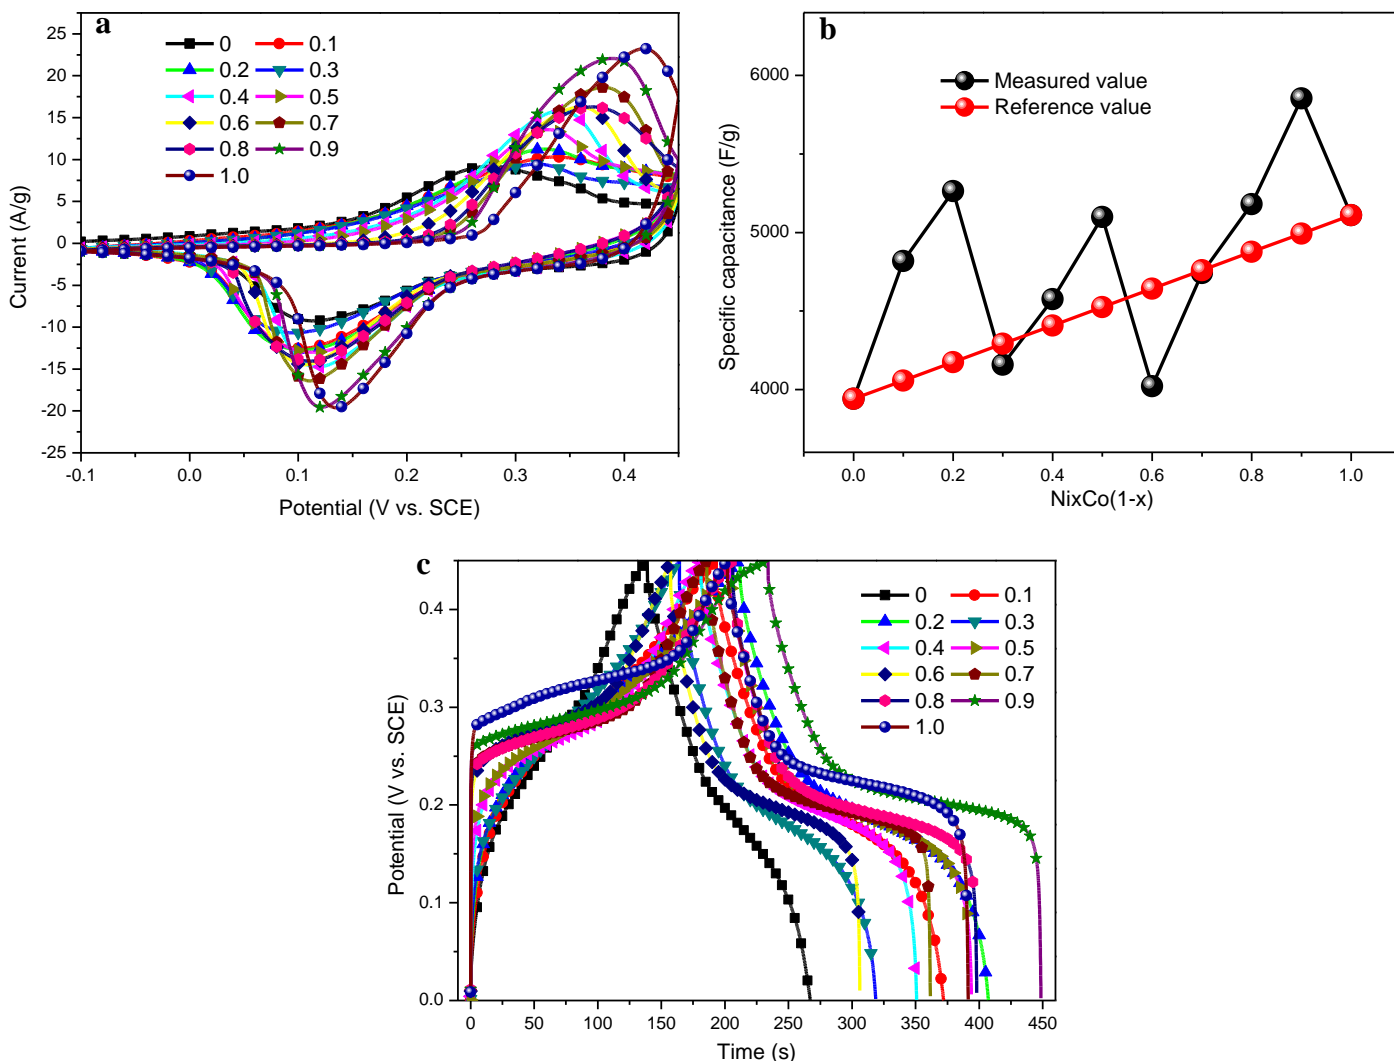 a
0 0.1
0.2 0.3
0.4 0.5
0.6 0.7
0.8 0.9
1.0
25
20
15
10
5
0
-5
-10
-15
-20
-25
Current (A/g)
-0.1 0.0 0.1 0.2 0.3 0.4
Potential (V vs. SCE)
b
Measured value
Reference value
6000
5000
4000
Specific capacitance (F/g)
0.0 0.2 0.4 0.6 0.8 1.0
NixCo(1-x)
c
0 0.1
0.2 0.3
0.4 0.5
0.6 0.7
0.8 0.9
1.0
0.4
0.3
0.2
0.1
0.0
Potential (V vs. SCE)
0 50 100 150 200 250 300 350 400 450
Time (s)